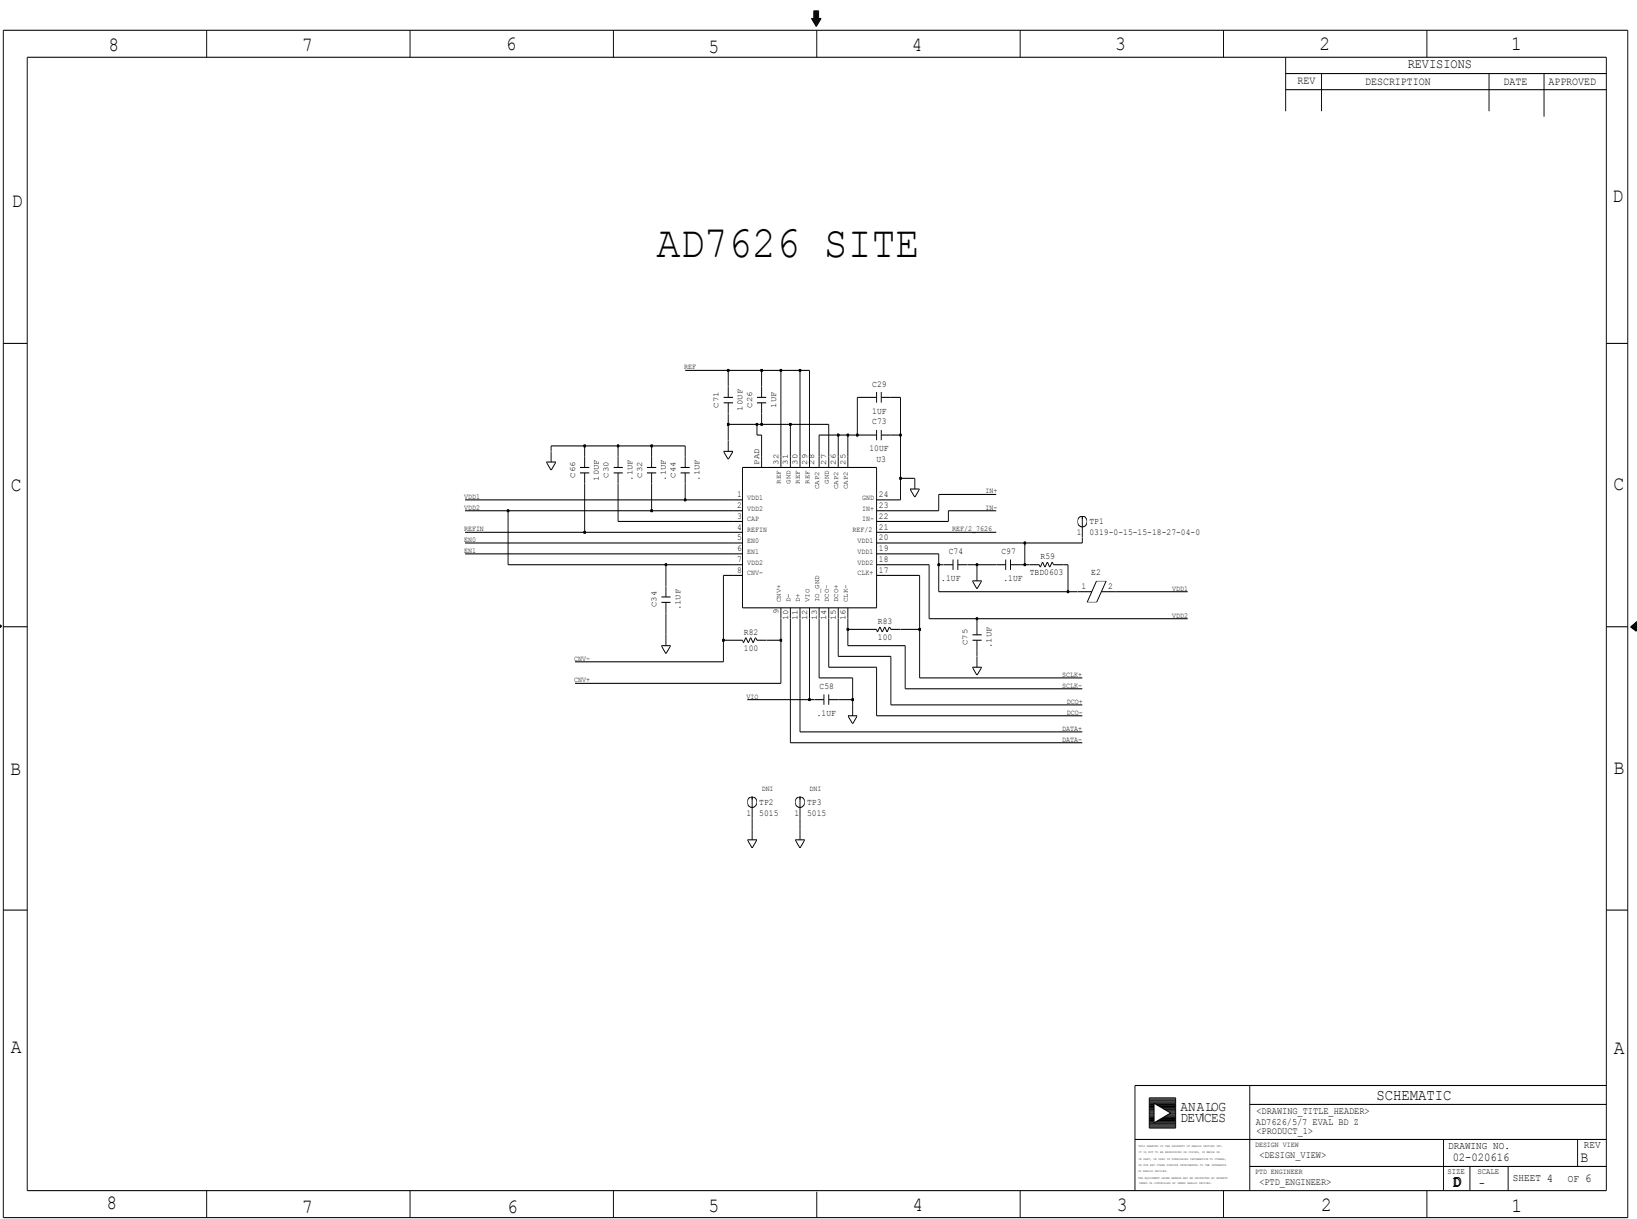 8 7 6 5 4 3 2 1
REVISIONS
REV DESCRIPTION DATE APPROVED
D D
AD7626 SITE
REF
C71 10UF C26 1UF
C29
1UF
C73
10UF
U3
C66 10UF C30 .1UF C32 .1UF C44 .1UF
PAD 32 31 30 29 28 27 26 25
REF GND REF REF CAP2 GND CAP2 CAP2
C C
VDD1 1 VDD1 GND 24 IN+
VDD2 2 VDD2 IN+ 23 IN-
3 CAP IN- 22
REFIN 4 REFIN REF/2 21 REF/2_7626
EN0 5 EN0 VDD1 20
EN1 6 EN1 VDD1 19
7 VDD2 VDD2 18
8 CNV- CLK+ 17
TP1
1 0319-0-15-15-18-27-04-0
C74 C97 R59
.1UF .1UF TBD0603
E2
1 2 VDD1
CNV+ D- D+ VIO IO_GND DCO- DCO+ CLK-
9 10 11 12 13 14 15 16
C34 .1UF
VDD2
R82
100
R83
100
C75 .1UF
CNV-
CNV+
SCLK+
SCLK-
VIO C58
.1UF
DCO+
DCO-
DATA+
DATA-
B B
DNI DNI
TP2 TP3
1 5015 1 5015
A A
ANALOG
DEVICES
SCHEMATIC
<DRAWING_TITLE_HEADER>
AD7626/5/7 EVAL BD Z
<PRODUCT_1>
DESIGN VIEW
<DESIGN_VIEW>
DRAWING NO.
02-020616
REV
B
PTD ENGINEER
<PTD_ENGINEER>
SIZE
D
SCALE
-
SHEET 4 OF 6
8 7 6 5 4 3 2 1